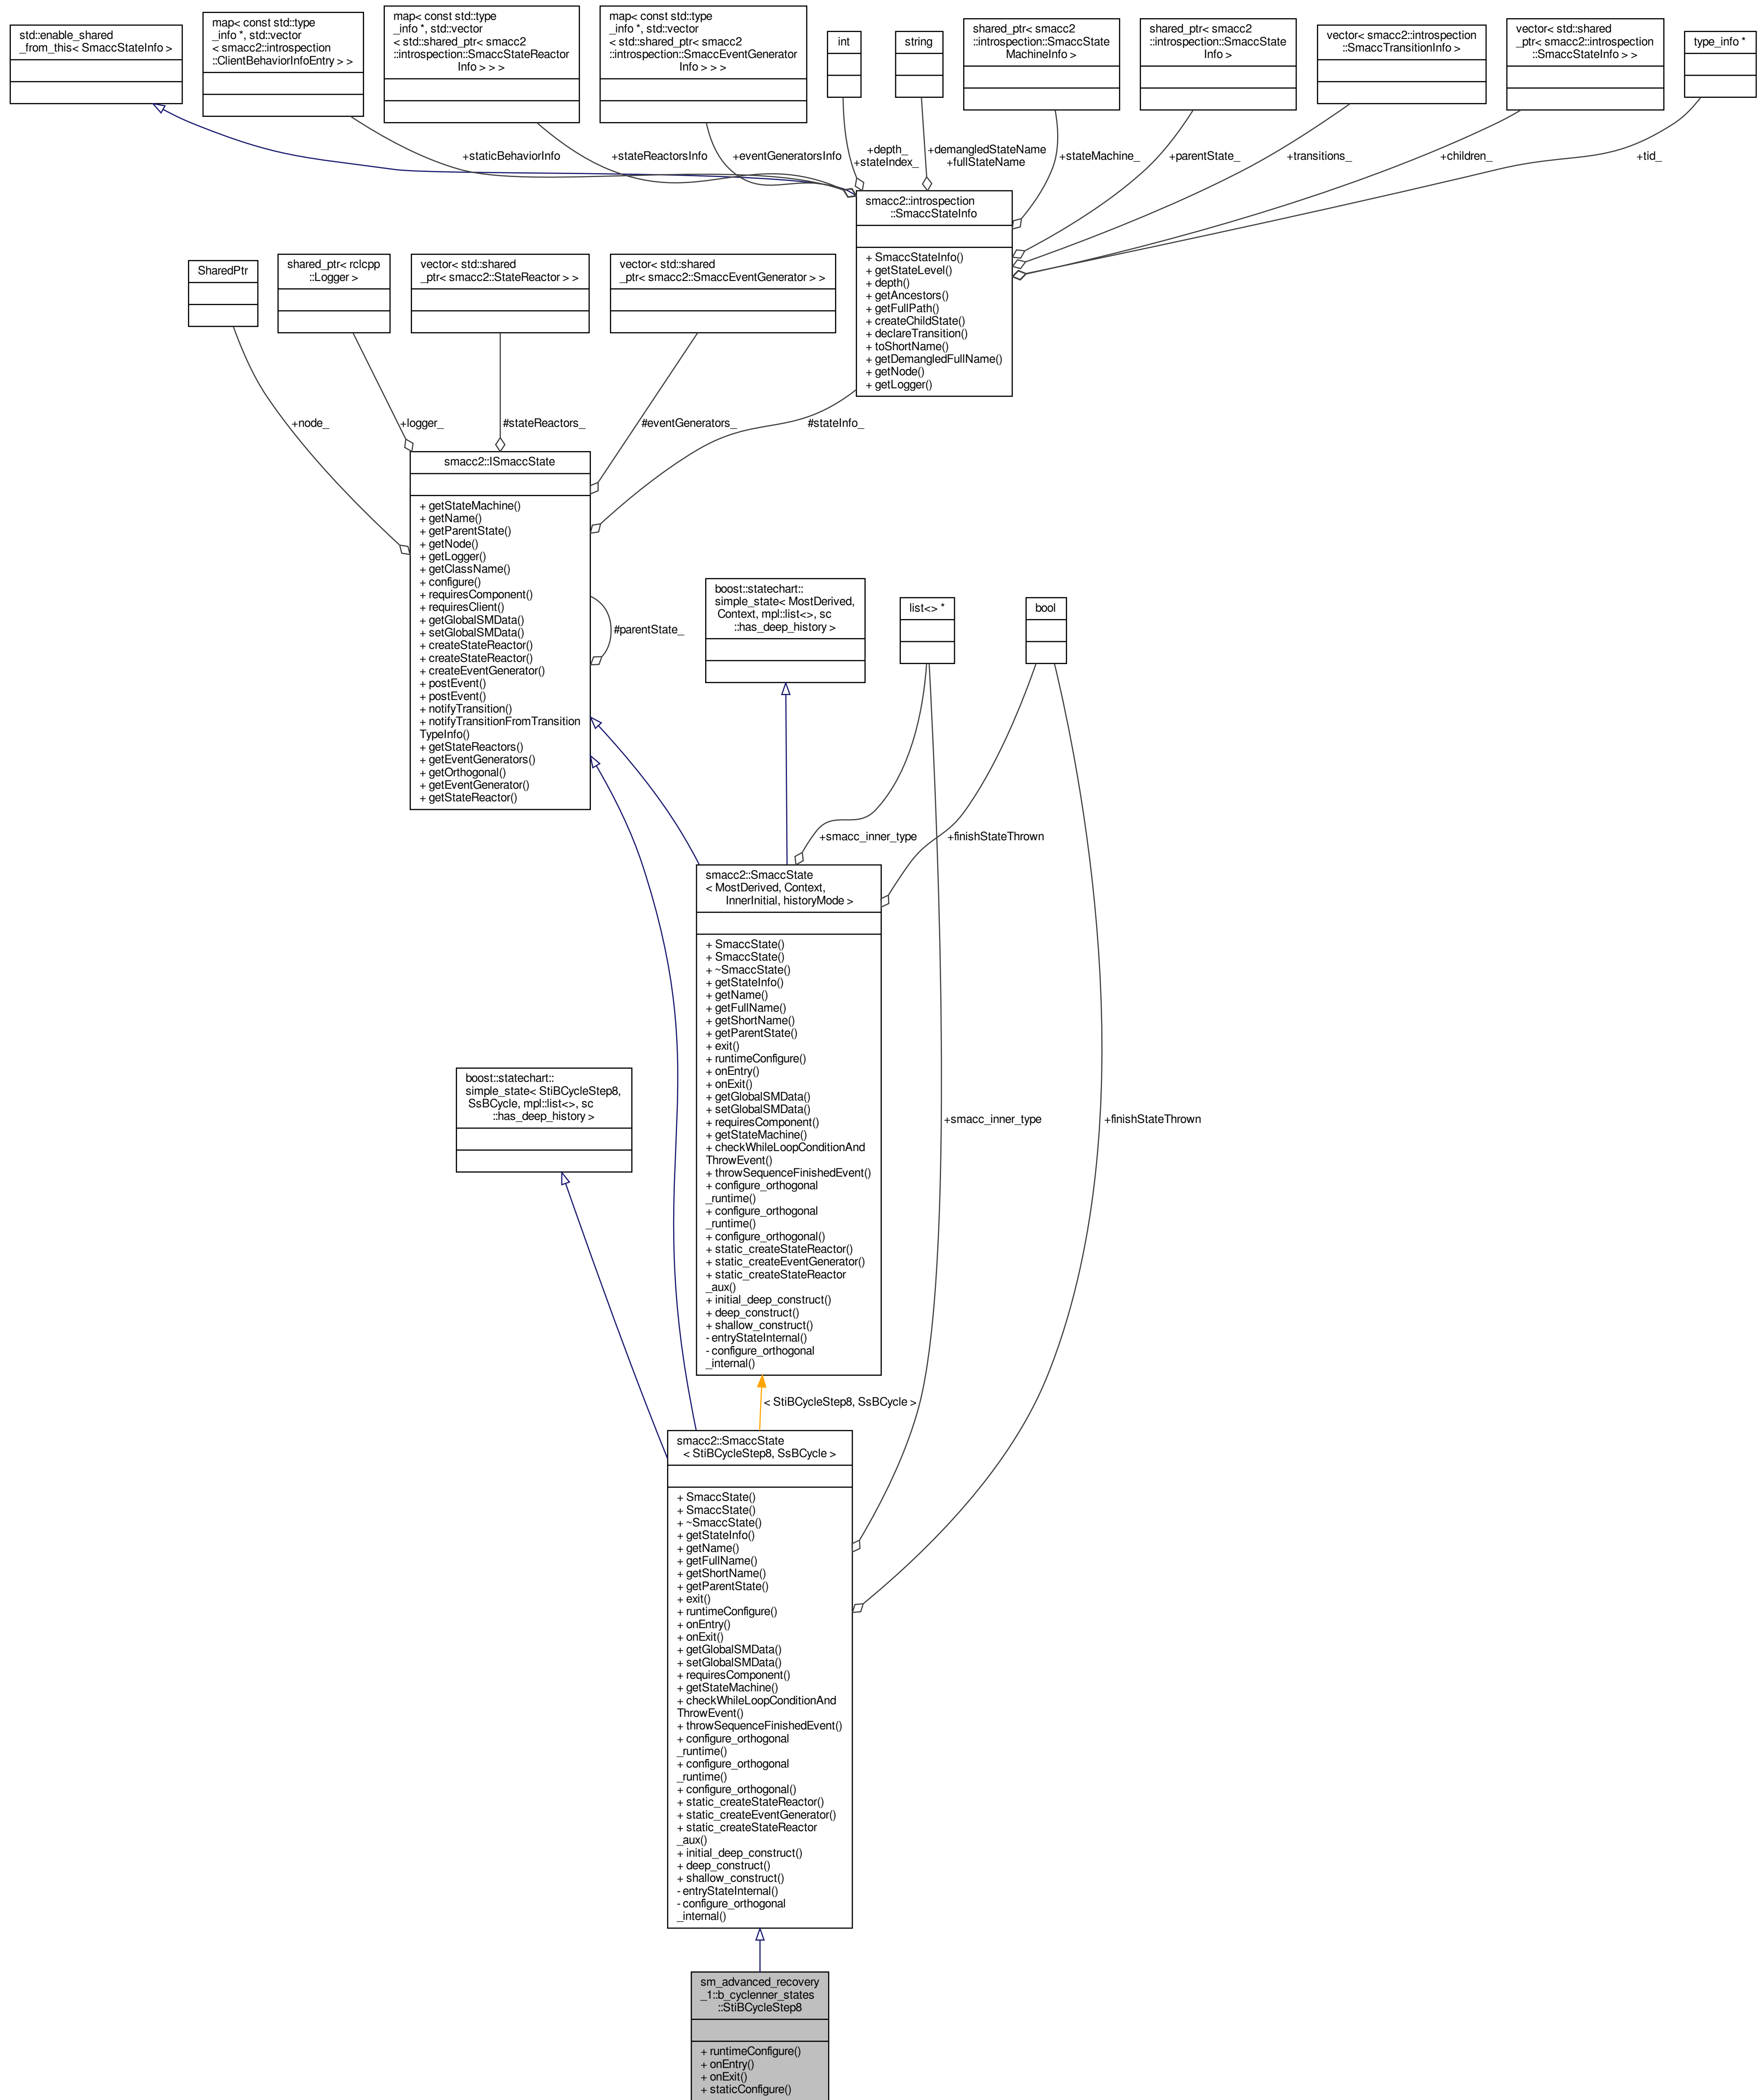 std::enable_shared
_from_this< SmaccStateInfo >
map< const std::type
_info *, std::vector
< smacc2::introspection
::ClientBehaviorInfoEntry > >
map< const std::type
_info *, std::vector
< std::shared_ptr< smacc2
::introspection::SmaccStateReactor
Info > > >
map< const std::type
_info *, std::vector
< std::shared_ptr< smacc2
::introspection::SmaccEventGenerator
Info > > >
int
string
shared_ptr< smacc2
::introspection::SmaccState
MachineInfo >
shared_ptr< smacc2
::introspection::SmaccState
Info >
vector< smacc2::introspection
::SmaccTransitionInfo >
vector< std::shared
_ptr< smacc2::introspection
::SmaccStateInfo > >
type_info *
+staticBehaviorInfo
+stateReactorsInfo
+eventGeneratorsInfo
+depth_
+stateIndex_
+demangledStateName
+fullStateName
+stateMachine_
+parentState_
+transitions_
+children_
+tid_
smacc2::introspection
::SmaccStateInfo
+ SmaccStateInfo()
+ getStateLevel()
+ depth()
+ getAncestors()
+ getFullPath()
+ createChildState()
+ declareTransition()
+ toShortName()
+ getDemangledFullName()
+ getNode()
+ getLogger()
SharedPtr
shared_ptr< rclcpp
::Logger >
vector< std::shared
_ptr< smacc2::StateReactor > >
vector< std::shared
_ptr< smacc2::SmaccEventGenerator > >
+node_
+logger_
#stateReactors_
#eventGenerators_
#stateInfo_
smacc2::ISmaccState
+ getStateMachine()
+ getName()
+ getParentState()
+ getNode()
+ getLogger()
+ getClassName()
+ configure()
+ requiresComponent()
+ requiresClient()
+ getGlobalSMData()
+ setGlobalSMData()
+ createStateReactor()
+ createStateReactor()
+ createEventGenerator()
+ postEvent()
+ postEvent()
+ notifyTransition()
+ notifyTransitionFromTransition
TypeInfo()
+ getStateReactors()
+ getEventGenerators()
+ getOrthogonal()
+ getEventGenerator()
+ getStateReactor()
#parentState_
boost::statechart::
simple_state< MostDerived,
Context, mpl::list<>, sc
::has_deep_history >
list<> *
bool
+smacc_inner_type
+finishStateThrown
smacc2::SmaccState
< MostDerived, Context,
InnerInitial, historyMode >
+ SmaccState()
+ SmaccState()
+ ~SmaccState()
+ getStateInfo()
+ getName()
+ getFullName()
+ getShortName()
+ getParentState()
+ exit()
+ runtimeConfigure()
+ onEntry()
+ onExit()
+ getGlobalSMData()
+ setGlobalSMData()
+ requiresComponent()
+ getStateMachine()
+ checkWhileLoopConditionAnd
ThrowEvent()
+ throwSequenceFinishedEvent()
+ configure_orthogonal
_runtime()
+ configure_orthogonal
_runtime()
+ configure_orthogonal()
+ static_createStateReactor()
+ static_createEventGenerator()
+ static_createStateReactor
_aux()
+ initial_deep_construct()
+ deep_construct()
+ shallow_construct()
- entryStateInternal()
- configure_orthogonal
_internal()
boost::statechart::
simple_state< StiBCycleStep8,
SsBCycle, mpl::list<>, sc
::has_deep_history >
+smacc_inner_type
+finishStateThrown
< StiBCycleStep8, SsBCycle >
smacc2::SmaccState
< StiBCycleStep8, SsBCycle >
+ SmaccState()
+ SmaccState()
+ ~SmaccState()
+ getStateInfo()
+ getName()
+ getFullName()
+ getShortName()
+ getParentState()
+ exit()
+ runtimeConfigure()
+ onEntry()
+ onExit()
+ getGlobalSMData()
+ setGlobalSMData()
+ requiresComponent()
+ getStateMachine()
+ checkWhileLoopConditionAnd
ThrowEvent()
+ throwSequenceFinishedEvent()
+ configure_orthogonal
_runtime()
+ configure_orthogonal
_runtime()
+ configure_orthogonal()
+ static_createStateReactor()
+ static_createEventGenerator()
+ static_createStateReactor
_aux()
+ initial_deep_construct()
+ deep_construct()
+ shallow_construct()
- entryStateInternal()
- configure_orthogonal
_internal()
sm_advanced_recovery
_1::b_cyclenner_states
::StiBCycleStep8
+ runtimeConfigure()
+ onEntry()
+ onExit()
+ staticConfigure()